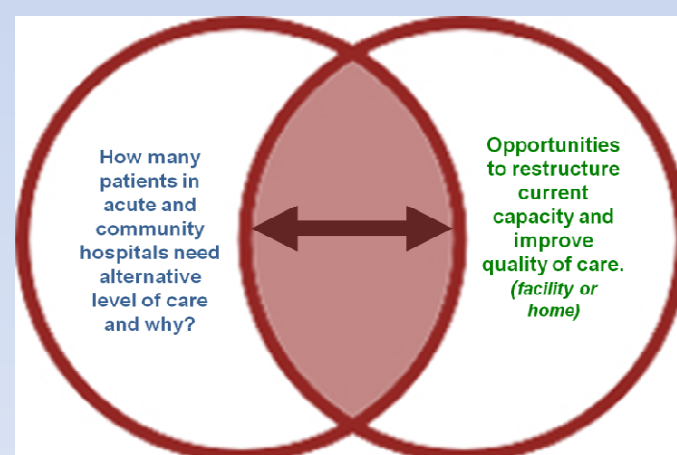 How many
patients in
acute and
community
hospitals need
alternative
level of care
and why?
Opportunities
to restructure
current
capacity and
improve
quality of care.
(facility or
home)